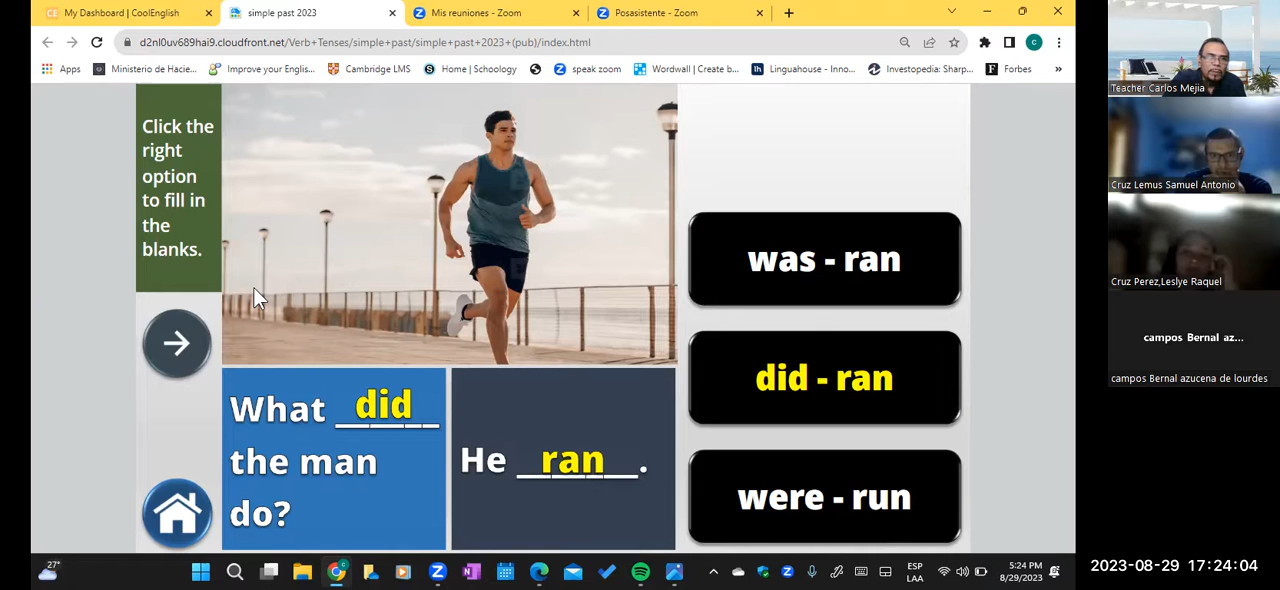 My Dashboard | CoolEnglish
simple past 2023
Mis reuniones - Zoom
Posasistente - Zoom
d2nl0uv689hai9.cloudfront.net/Verb+Tesses/simple+past/simple+past+2023+(pub)/index.html
Apps
Ministerio de Hacie...
Improve your Englis...
Cambridge LMS
Home | Schoology
speak zoom
Wordwall | Create b...
Linguahouse - Inno...
Investopedia: Sharp...
Forbes
»
Click the
right
option
to fill in
the
blanks.
What did
the man
do?
He ran.
was - ran
did - ran
were - run
Teacher Carlos Mejia
Cruz Lemus Samuel Antonio
Cruz Perez,Leslye Raquel
campos Bernal az...
campos Bernal azucena de lourdes
27°
ESP
LAA
5:24 PM
8/29/2023
2023-08-29 17:24:04